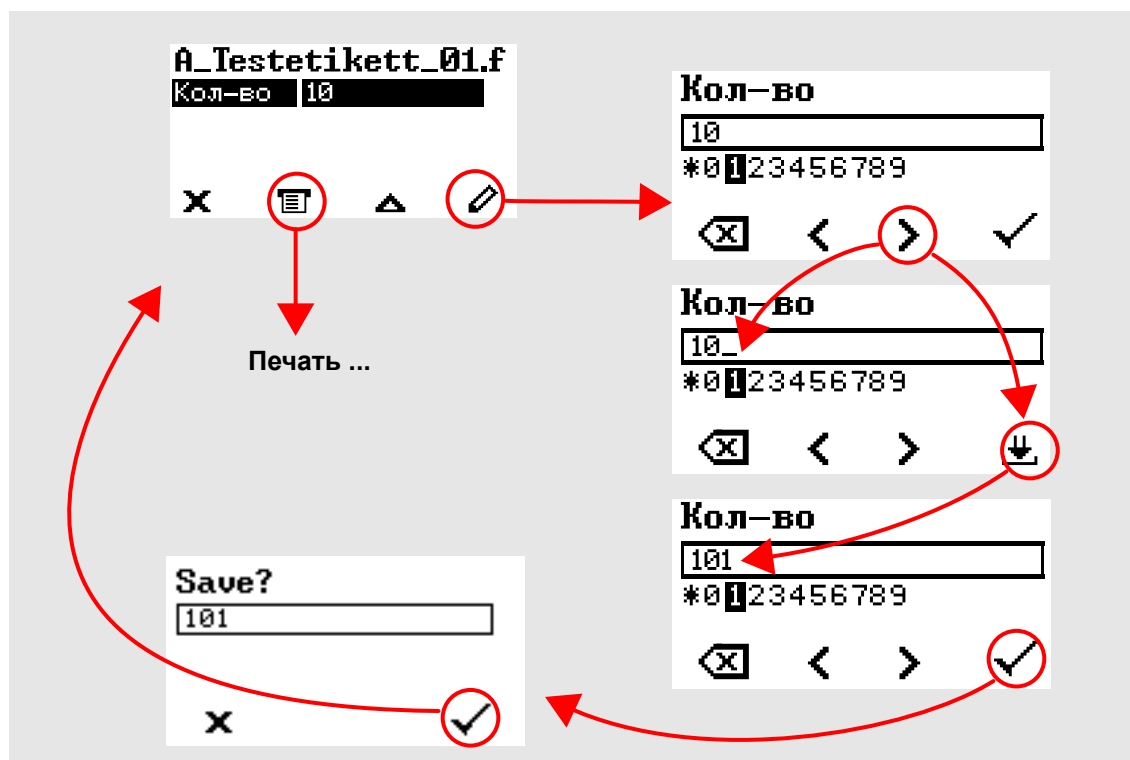 A_Testetikett_01.f
Кол-во 10
Печать ...
Кол-во
10
*0123456789
Кол-во
10_
*0123456789
Кол-во
101
*0123456789
Save?
101